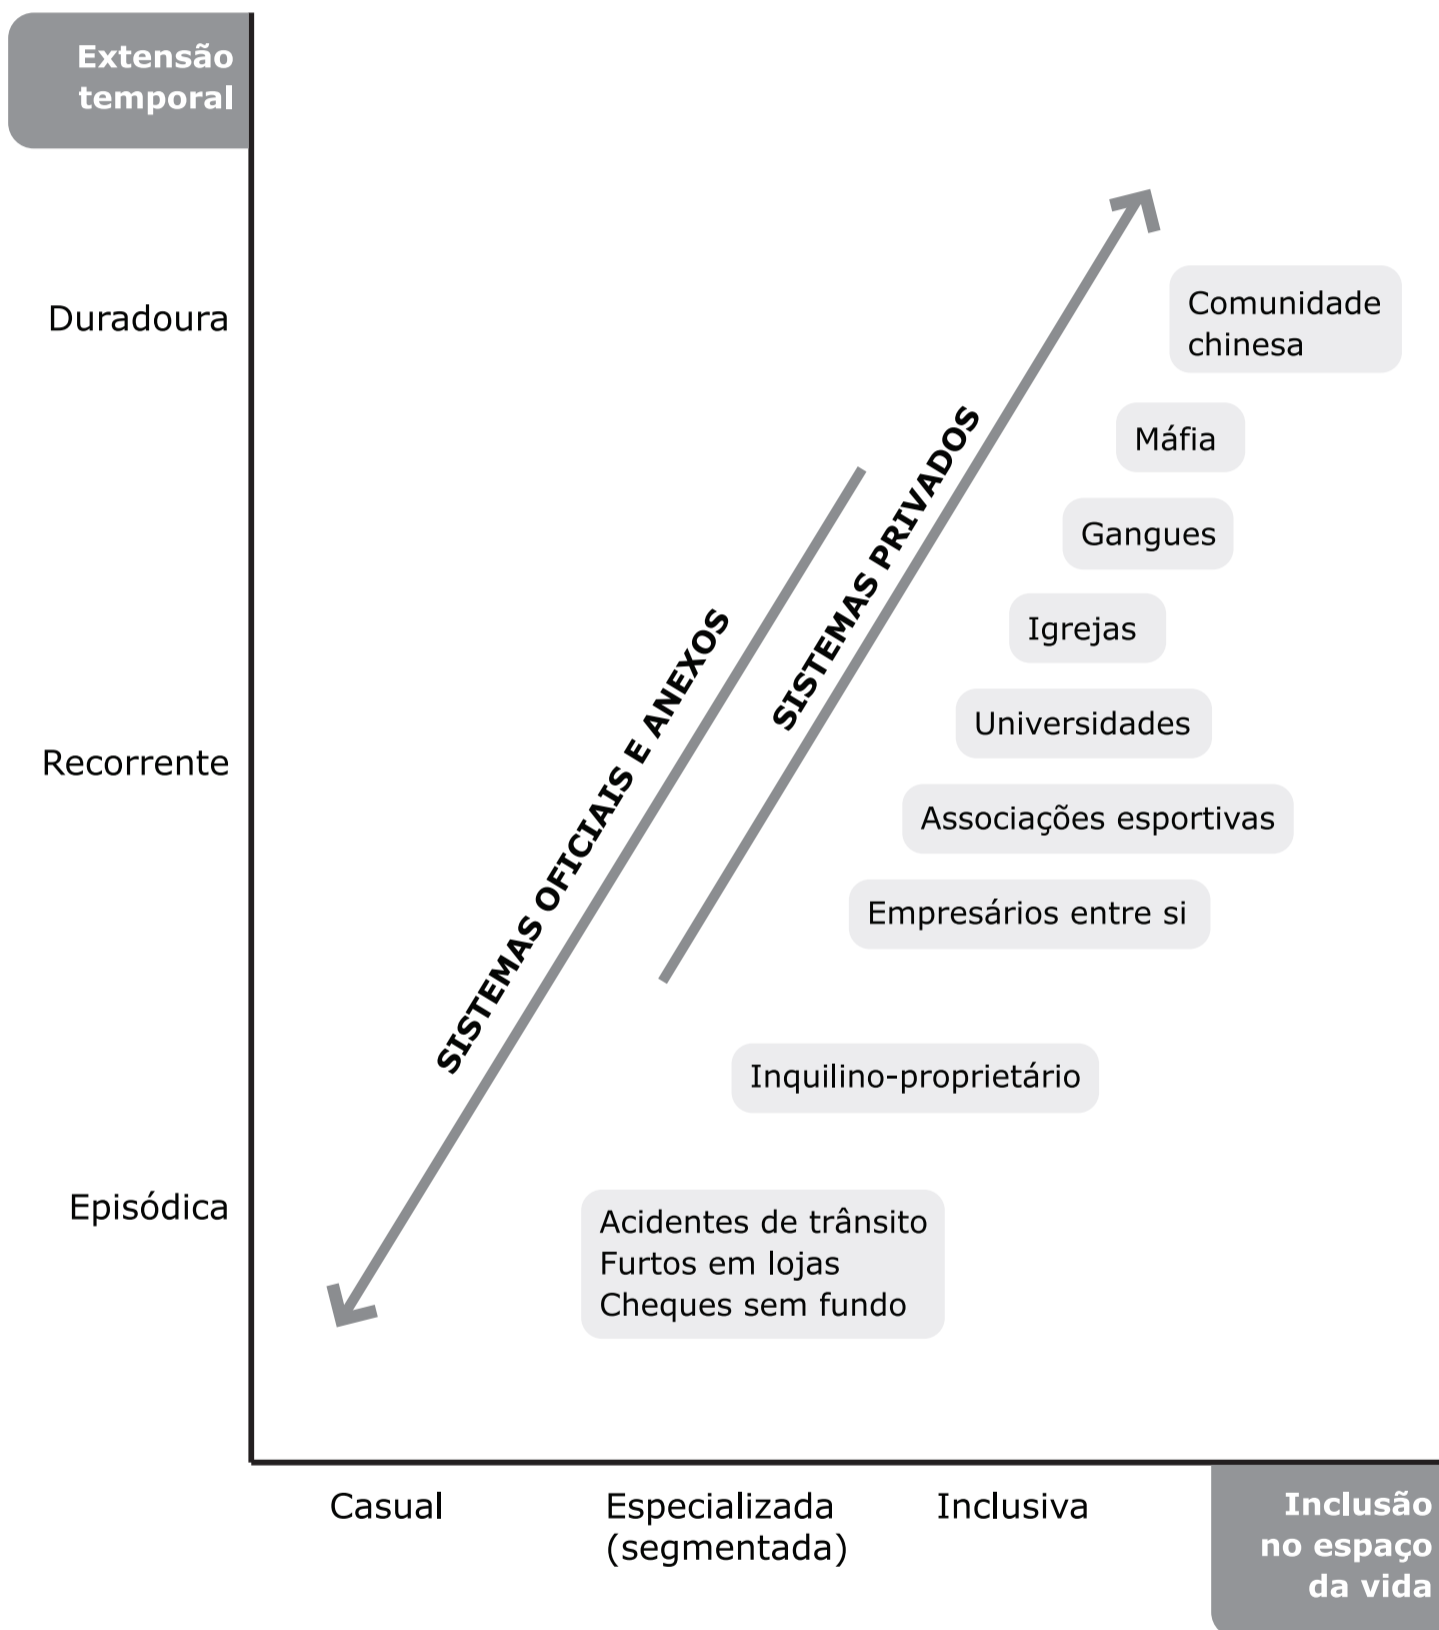 Extensão
temporal
Duradoura
Recorrente
Episódica
SISTEMAS OFICIAIS E ANEXOS
SISTEMAS PRIVADOS
Comunidade
chinesa
Máfia
Gangues
Igrejas
Universidades
Associações esportivas
Empresários entre si
Inquilino-proprietário
Acidentes de trânsito
Furtos em lojas
Cheques sem fundo
Casual
Especializada
(segmentada)
Inclusiva
Inclusão
no espaço
da vida